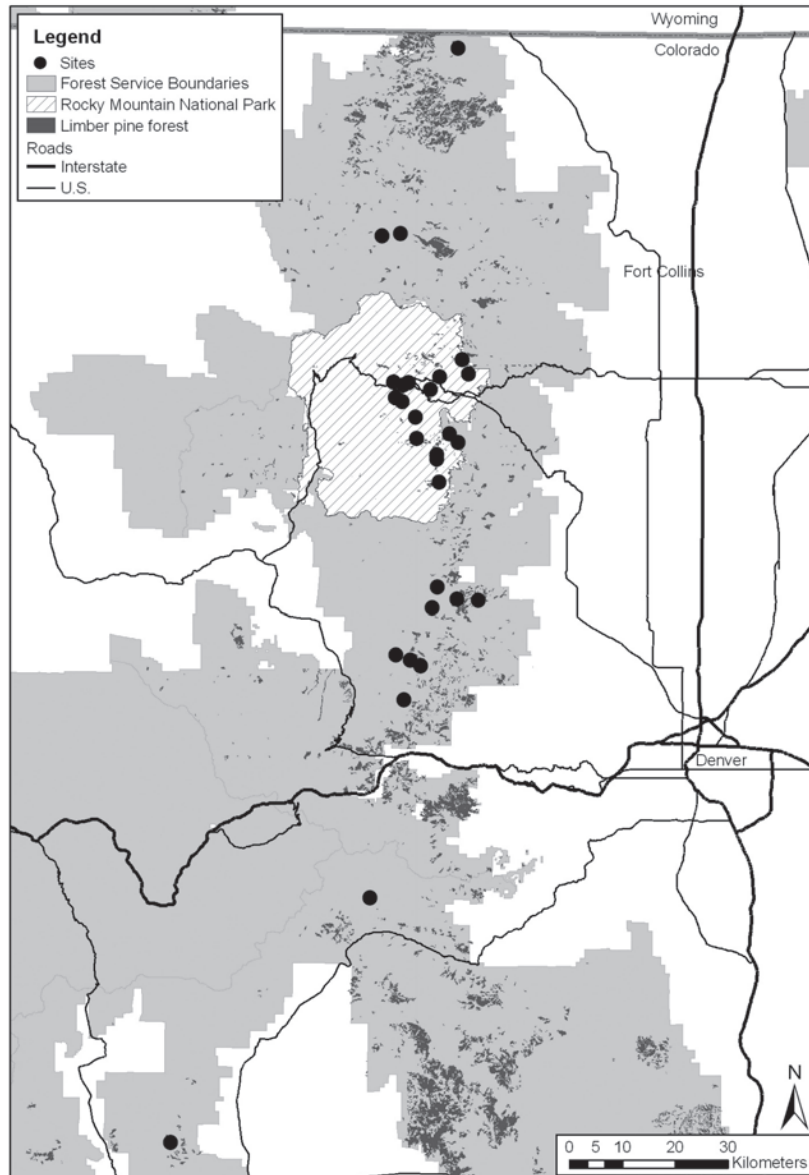 Wyoming
Colorado
Legend
Sites
Forest Service Boundaries
Rocky Mountain National Park
Limber pine forest
Roads
Interstate
U.S.
Fort Collins
Denver
N
0 5 10 20 30
Kilometers